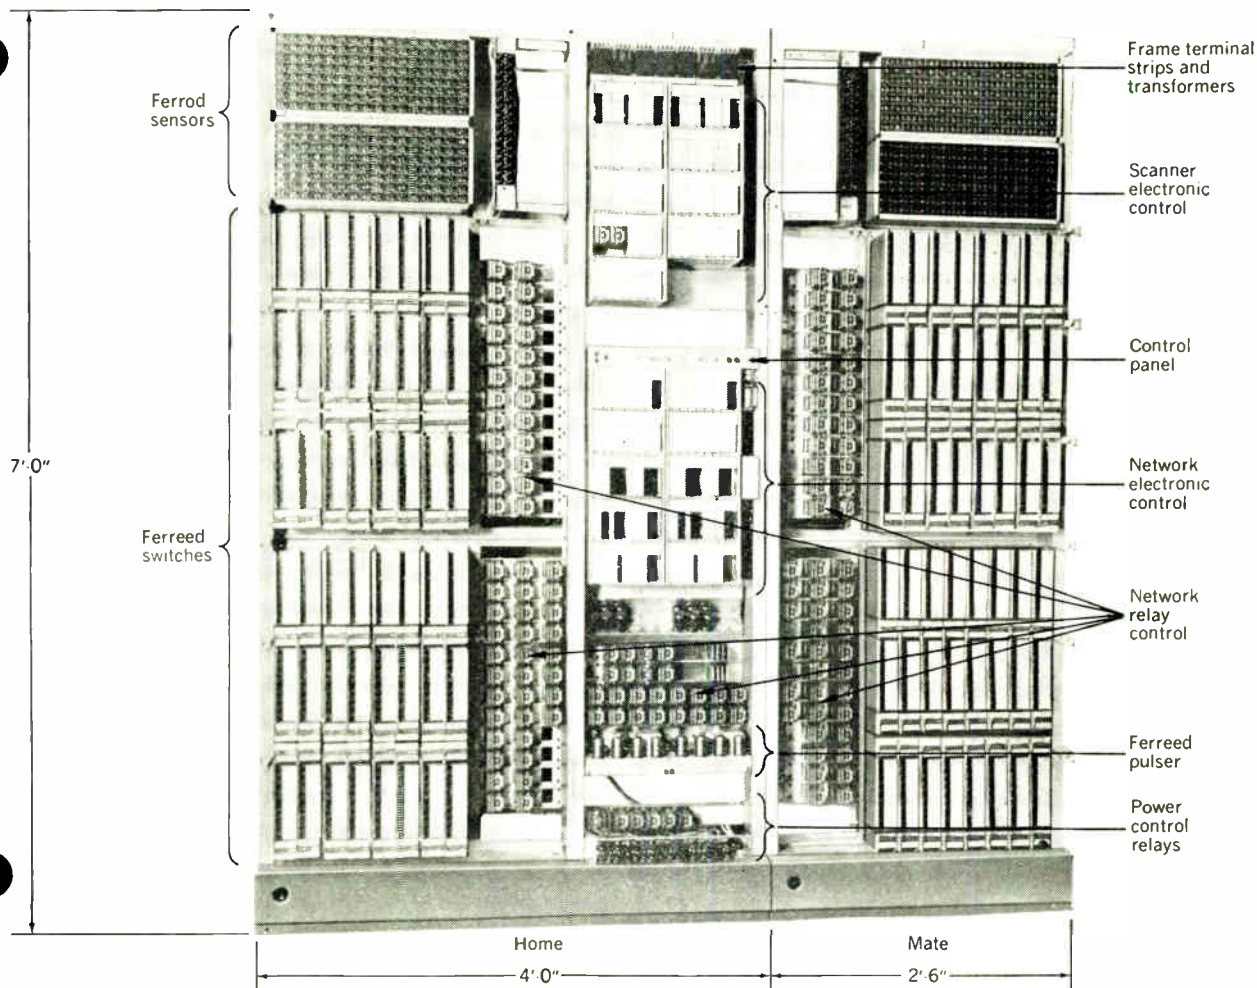 Ferrod
sensors
Ferreed
switches
7'·0"
Frame terminal
strips and
transformers
Scanner
electronic
control
Control
panel
Network
electronic
control
Network
relay
control
Ferreed
pulser
Power
control
relays
Home
Mate
4'·0"
2'·6"